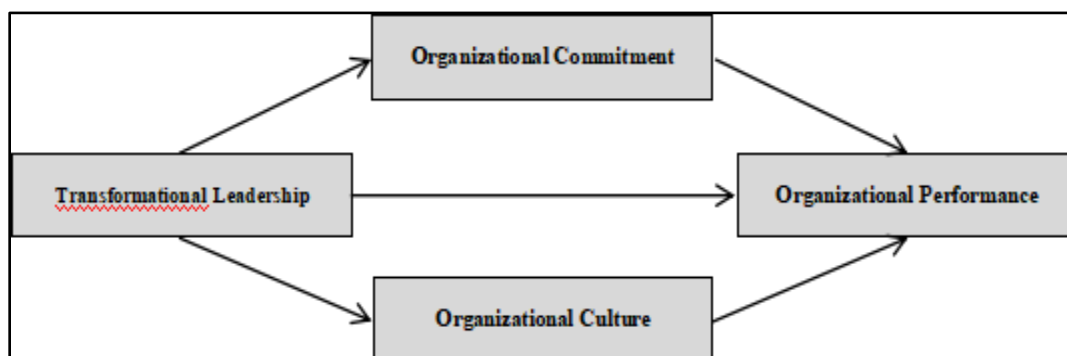 Organizational Commitment
Transformational Leadership
Organizational Performance
Organizational Culture